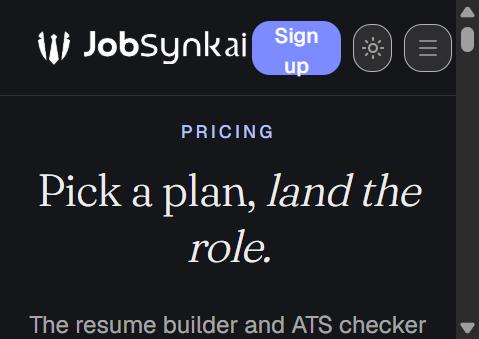 JobSynkai
Sign
up
PRICING
Pick a plan, land the
role.
The resume builder and ATS checker